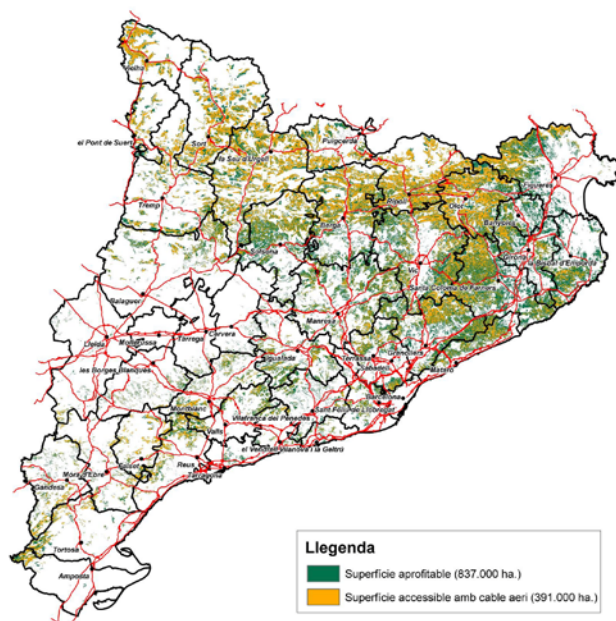 Vielha
el Pont de Suert
Sort
la Seu d'Urgell
Puigcerdà
Tremp
Berga
Ripoll
Olot
Figueres
Banyoles
Girona
la Bisbal d'Empordà
Solsona
Vic
Santa Coloma de Farners
Balaguer
Manresa
Cervera
Lleida
Mollerussa
Tàrrega
Igualada
Terrassa
Sabadell
Granollers
Mataró
les Borges Blanques
Barcelona
Montblanc
Vilafranca del Penedès
Sant Feliu de Llobregat
Valls
el Vendrell
Vilanova i la Geltrú
Reus
Tarragona
Falset
Móra d'Ebre
Gandesa
Tortosa
Amposta
Llegenda
Superfície aprofitable (837.000 ha.)
Superfície accessible amb cable aeri (391.000 ha.)